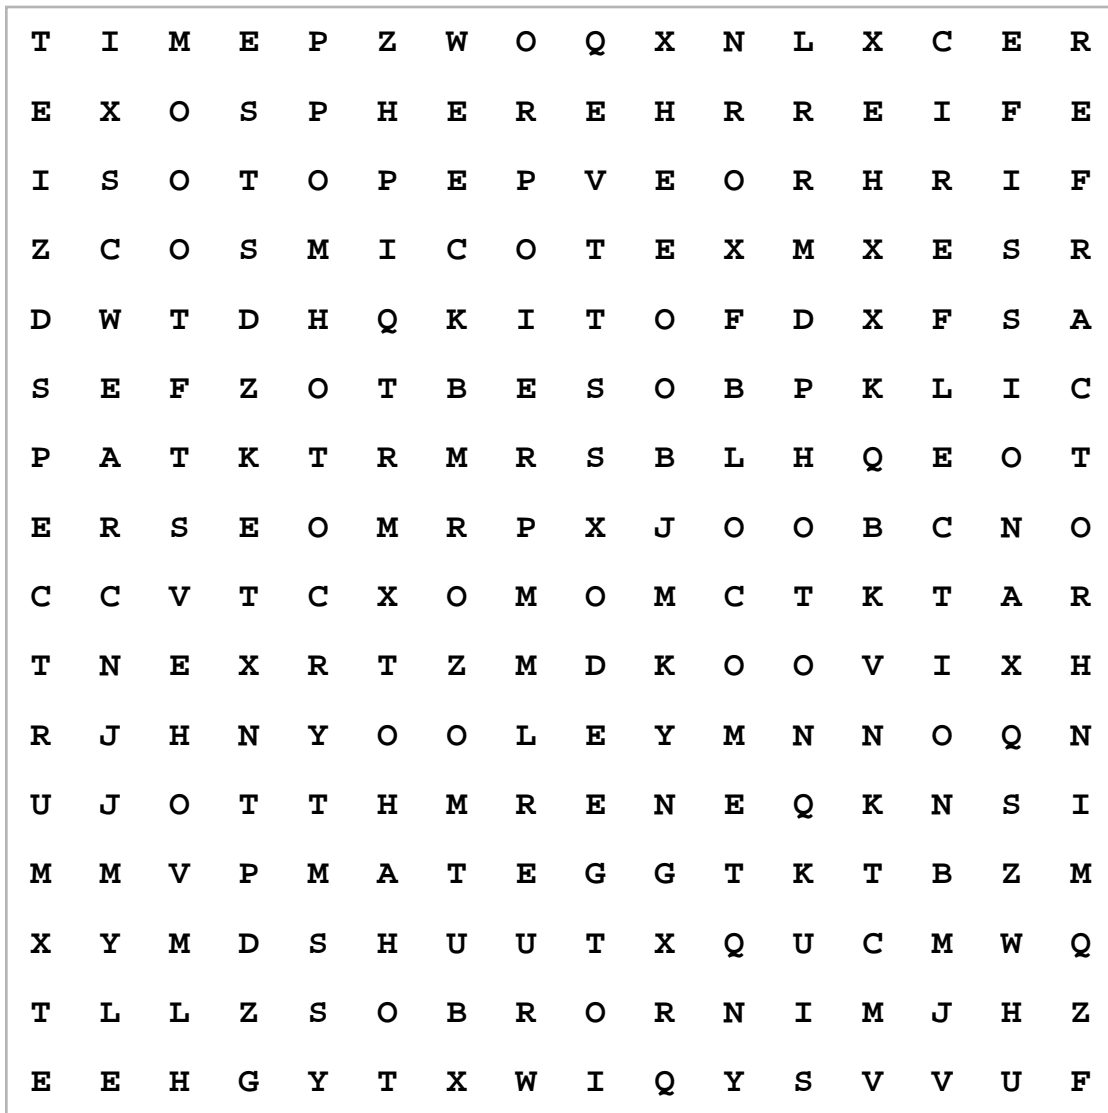 T I M E P Z W O Q X N L X C E R
E X O S P H E R E H R R E I F E
I S O T O P E P V E O R H R I F
Z C O S M I C O T E X M X E S R
D W T D H Q K I T O F D X F S A
S E F Z O T B E S O B P K L I C
P A T K T R M R S B L H Q E O T
E R S E O M R P X J O O B C N O
C C V T C X O M O M C T K T A R
T N E X R T Z M D K O O V I X H
R J H N Y O O L E Y M N N O Q N
U J O T T H M R E N E Q K N S I
M M V P M A T E G G T K T B Z M
X Y M D S H U U T X Q U C M W Q
T L L Z S O B R O R N I M J H Z
E E H G Y T X W I Q Y S V V U F